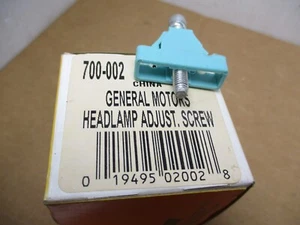 700-002
CHINA
GENERAL MOTORS
HEADLAMP ADJUST. SCREW
0 19495 02002 8